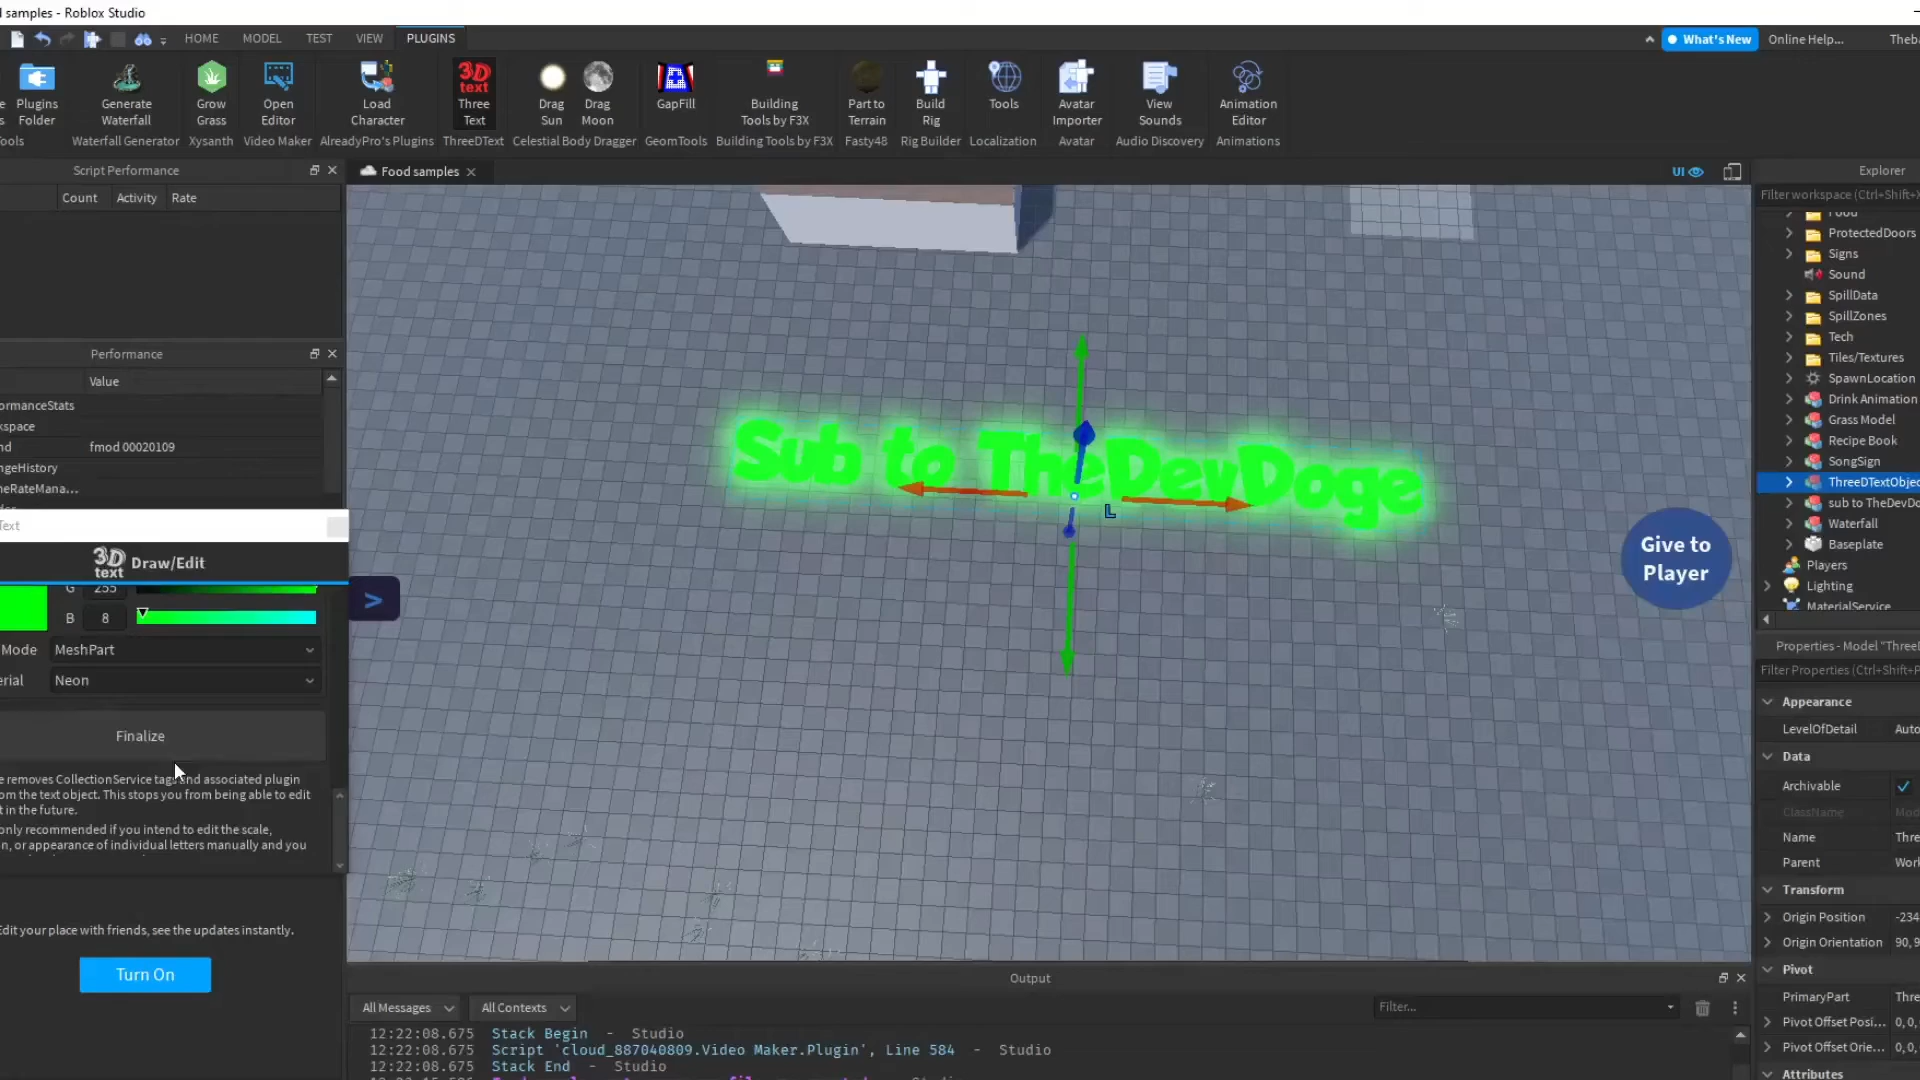 l samples - Roblox Studio
HOME MODEL TEST VIEW PLUGINS
What's New Online Help... Theb
Plugins Folder
Generate Waterfall
Grow Grass
Open Editor
Load Character
3D text Three Text
Drag Sun
Drag Moon
GapFill
Building Tools by F3X
Part to Terrain
Build Rig
Tools
Avatar Importer
View Sounds
Animation Editor
ools Waterfall Generator Xysanth Video Maker AlreadyPro's Plugins ThreeDText Celestial Body Dragger GeomTools Building Tools by F3X Fasty48 Rig Builder Localization Avatar Audio Discovery Animations
Script Performance
Count Activity Rate
Performance
Value
ormanceStats
kspace
nd fmod 00020109
ngeHistory
neRateMana...
Text
3D text Draw/Edit
G 255
B 8
Mode MeshPart
erial Neon
Finalize
e removes CollectionService tags and associated plugin
om the text object. This stops you from being able to edit
t in the future.
only recommended if you intend to edit the scale,
n, or appearance of individual letters manually and you
Edit your place with friends, see the updates instantly.
Turn On
Food samples
UI
Sub to TheDevDoge
L
>
Give to
Player
Output
All Messages All Contexts Filter...
12:22:08.675 Stack Begin - Studio
12:22:08.675 Script 'cloud_887040809.Video Maker.Plugin', Line 584 - Studio
12:22:08.675 Stack End - Studio
Explorer
Filter workspace (Ctrl+Shift+X
Food
ProtectedDoors
Signs
Sound
SpillData
SpillZones
Tech
Tiles/Textures
SpawnLocation
Drink Animation
Grass Model
Recipe Book
SongSign
ThreeDTextObjec
sub to TheDevDo
Waterfall
Baseplate
Players
Lighting
MaterialService
Properties - Model "Three
Filter Properties (Ctrl+Shift+P
Appearance
LevelOfDetail Auto
Data
Archivable
ClassName Mod
Name Thre
Parent Work
Transform
Origin Position -234
Origin Orientation 90, 9
Pivot
PrimaryPart Thre
Pivot Offset Posi... 0, 0,
Pivot Offset Orie... 0, 0,
Attributes